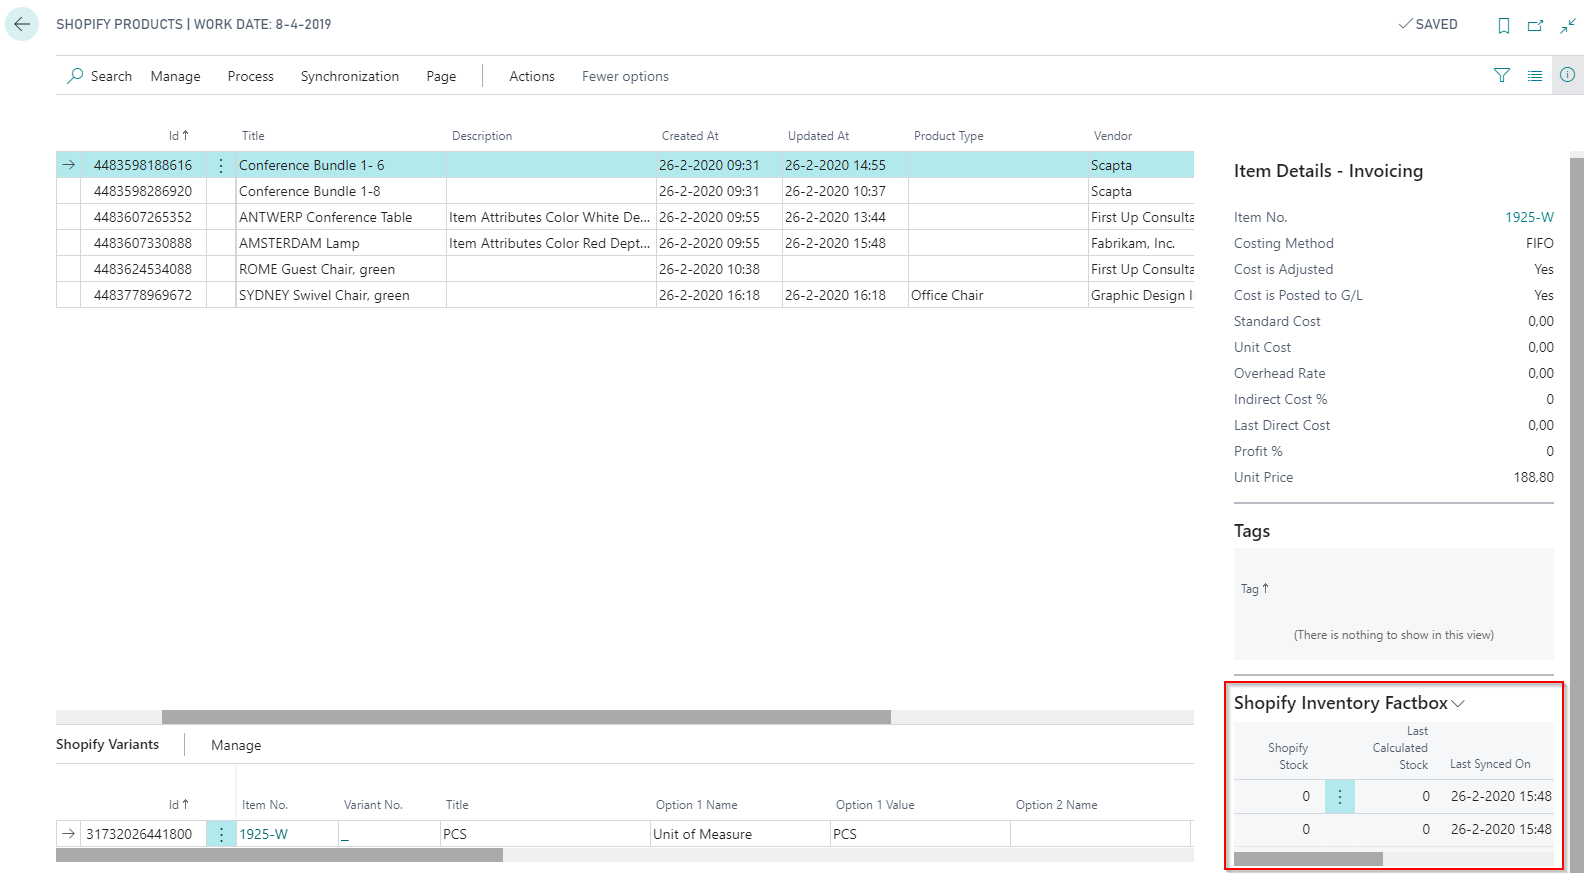 SHOPIFY PRODUCTS | WORK DATE: 8-4-2019
SAVED
Search Manage Process Synchronization Page Actions Fewer options
Id ↑ Title Description Created At Updated At Product Type Vendor
4483598188616 Conference Bundle 1- 6 26-2-2020 09:31 26-2-2020 14:55 Scapta
4483598286920 Conference Bundle 1-8 26-2-2020 09:31 26-2-2020 10:37 Scapta
4483607265352 ANTWERP Conference Table Item Attributes Color White De... 26-2-2020 09:55 26-2-2020 13:44 First Up Consulta
4483607330888 AMSTERDAM Lamp Item Attributes Color Red Dept... 26-2-2020 09:55 26-2-2020 15:48 Fabrikam, Inc.
4483624534088 ROME Guest Chair, green 26-2-2020 10:38 First Up Consulta
4483778969672 SYDNEY Swivel Chair, green 26-2-2020 16:18 26-2-2020 16:18 Office Chair Graphic Design I
Shopify Variants Manage
Id ↑ Item No. Variant No. Title Option 1 Name Option 1 Value Option 2 Name
31732026441800 1925-W _ PCS Unit of Measure PCS
Item Details - Invoicing
Item No. 1925-W
Costing Method FIFO
Cost is Adjusted Yes
Cost is Posted to G/L Yes
Standard Cost 0,00
Unit Cost 0,00
Overhead Rate 0,00
Indirect Cost % 0
Last Direct Cost 0,00
Profit % 0
Unit Price 188,80
Tags
Tag ↑
(There is nothing to show in this view)
Shopify Inventory Factbox
Shopify Stock Last Calculated Stock Last Synced On
0 0 26-2-2020 15:48
0 0 26-2-2020 15:48